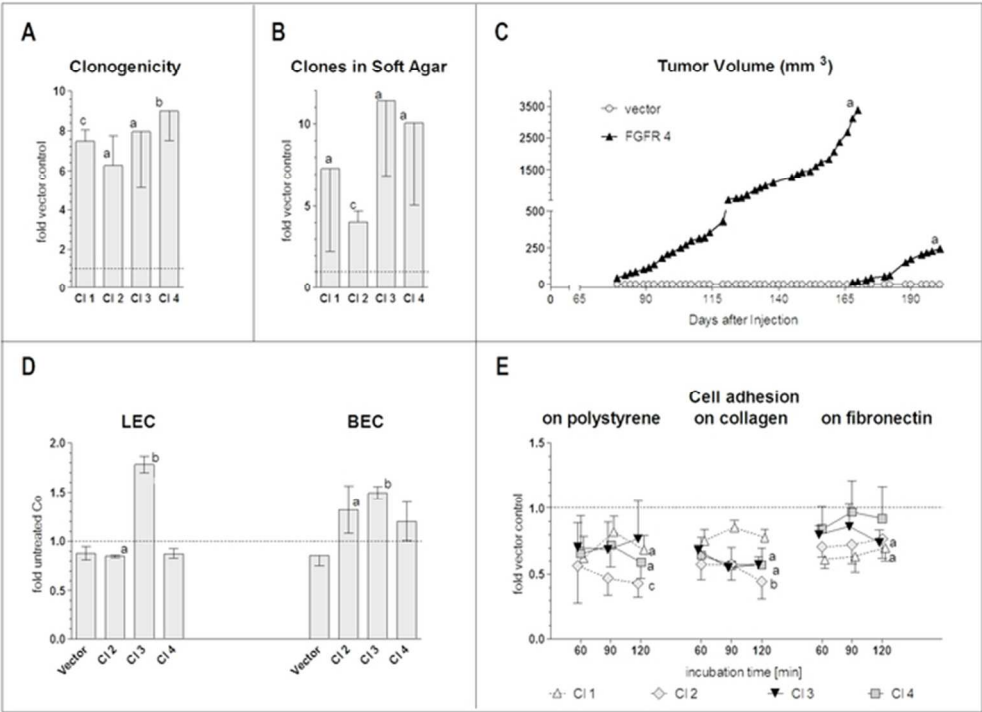 A
Clonogenicity
fold vector control
10
8
6
4
2
0
c
a
a
b
Cl 1 Cl 2 Cl 3 Cl 4
B
Clones in Soft Agar
fold vector control
10
5
0
a
c
a
a
Cl 1 Cl 2 Cl 3 Cl 4
C
Tumor Volume (mm 3)
vector
FGFR 4
3500
2500
1500
500
250
0
a
a
0 65 90 115 140 165 190
Days after Injection
D
LEC BEC
fold untreated Co
2.0
1.5
1.0
0.5
0.0
a
b
a
b
Vector Cl 2 Cl 3 Cl 4
Vector Cl 2 Cl 3 Cl 4
E
Cell adhesion
on polystyrene on collagen on fibronectin
fold vector control
1.5
1.0
0.5
0.0
a
a
c
a
a
b
a
a
60 90 120 60 90 120 60 90 120
incubation time [min]
Cl 1 Cl 2 Cl 3 Cl 4